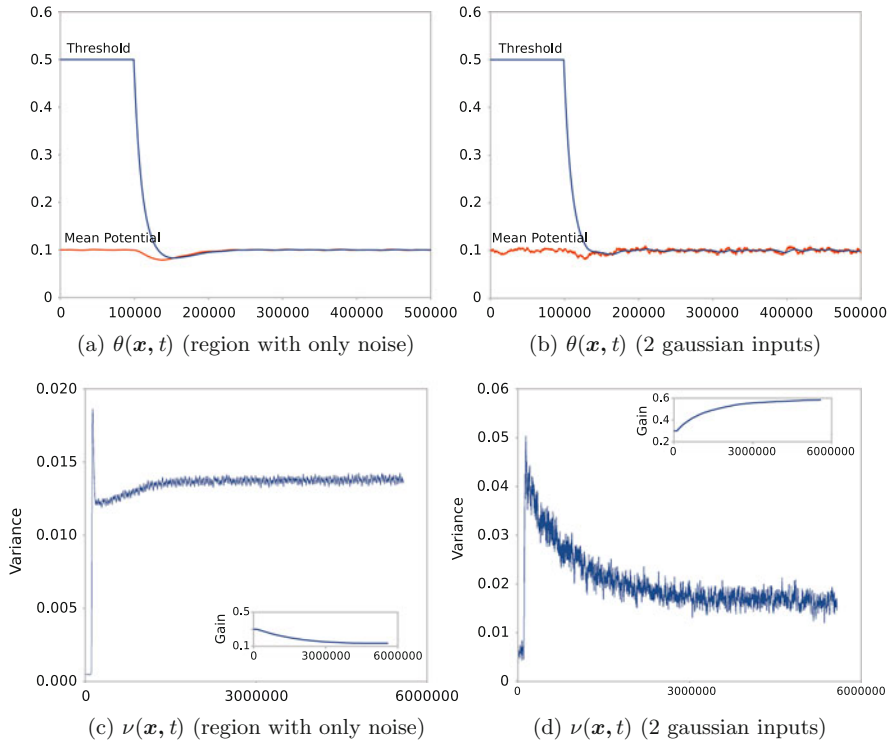 0.6
Threshold
0.5
0.4
0.3
0.2
Mean Potential
0.1
0
0 100000 200000 300000 400000 500000
(a) θ(x, t) (region with only noise)
0.6
Threshold
0.5
0.4
0.3
0.2
Mean Potential
0.1
0
0 100000 200000 300000 400000 500000
(b) θ(x, t) (2 gaussian inputs)
0.020
0.015
0.010
0.005
0.000
Variance
0 3000000 6000000
0.5
Gain
0.1
0 3000000 6000000
(c) ν(x, t) (region with only noise)
0.06
0.05
0.04
0.03
0.02
0.01
0
Variance
0 3000000 6000000
0.6
0.4
Gain
0.2
0 3000000 6000000
(d) ν(x, t) (2 gaussian inputs)